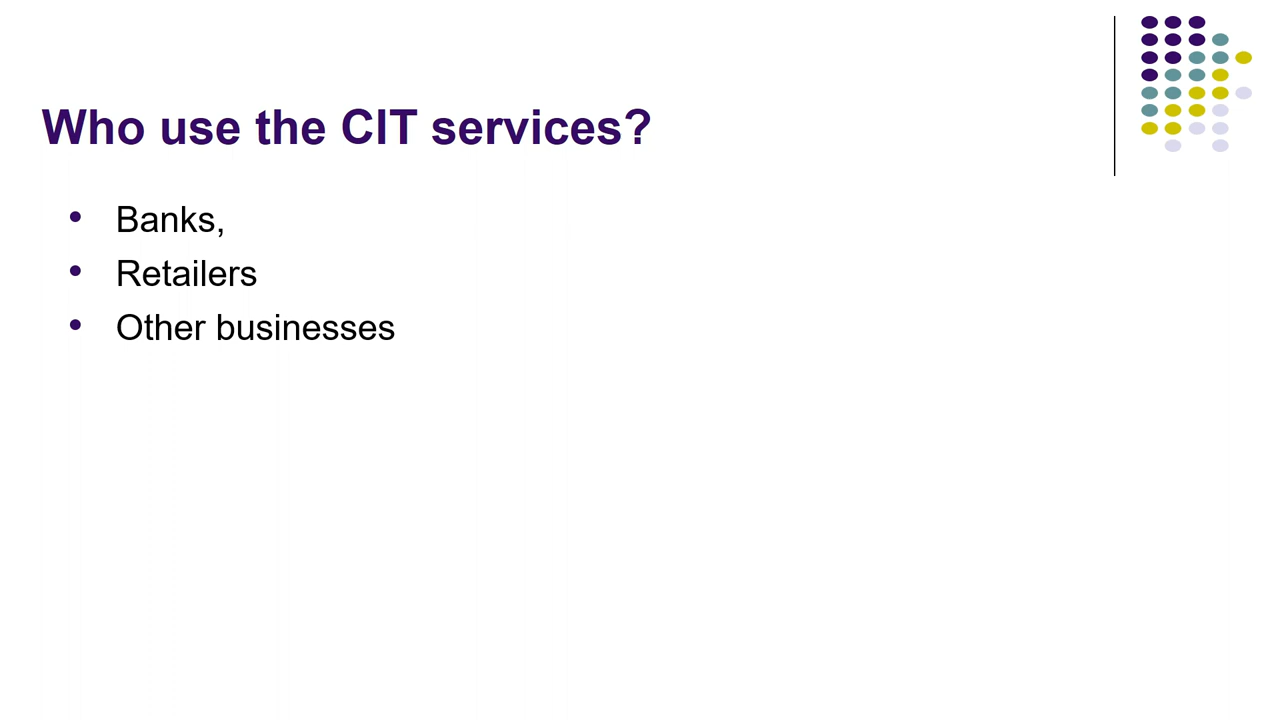 Who use the CIT services?
• Banks,
• Retailers
• Other businesses